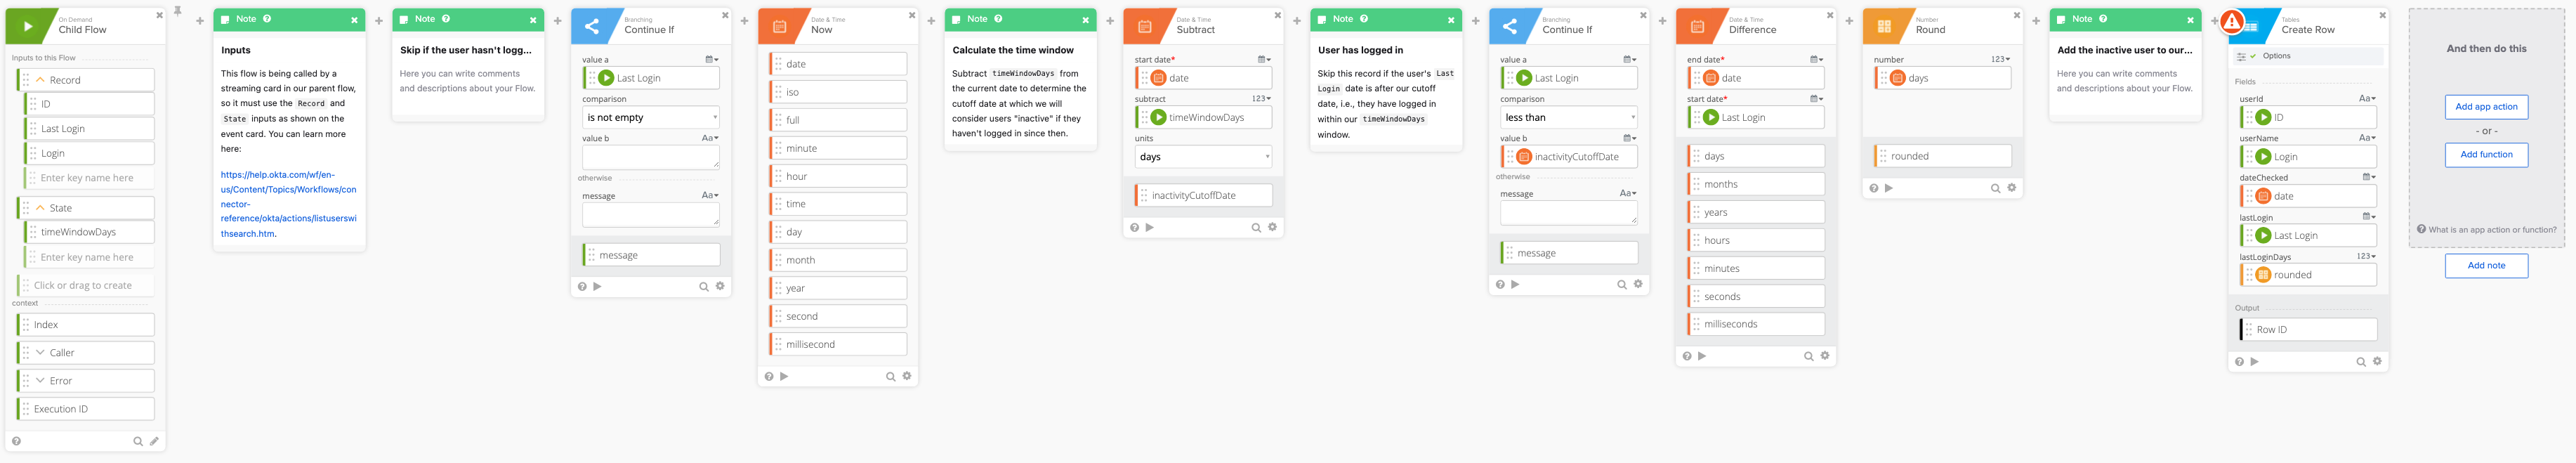 On Demand
Child Flow
Inputs to this Flow
Record
ID
Last Login
Login
Enter key name here
State
timeWindowDays
Enter key name here
Click or drag to create
context
Index
Caller
Error
Execution ID
Note
Inputs
This flow is being called by a
streaming card in our parent flow,
so it must use the Record and
State inputs as shown on the
event card. You can learn more
here:
https://help.okta.com/wf/en-
us/Content/Topics/Workflows/con
nector-
reference/okta/actions/listuserswi
thsearch.htm.
Note
Skip if the user hasn't logg...
Here you can write comments
and descriptions about your Flow.
Branching
Continue If
value a
Last Login
comparison
is not empty
value b Aa
otherwise
message Aa
message
Date & Time
Now
date
iso
full
minute
hour
time
day
month
year
second
millisecond
Note
Calculate the time window
Subtract timeWindowDays from
the current date to determine the
cutoff date at which we will
consider users "inactive" if they
haven't logged in since then.
Date & Time
Subtract
start date*
date
subtract 123
timeWindowDays
units
days
inactivityCutoffDate
Note
User has logged in
Skip this record if the user's Last
Login date is after our cutoff
date, i.e., they have logged in
within our timeWindowDays
window.
Branching
Continue If
value a
Last Login
comparison
less than
value b
inactivityCutoffDate
otherwise
message Aa
message
Date & Time
Difference
end date*
date
start date*
Last Login
days
months
years
hours
minutes
seconds
milliseconds
Number
Round
number 123
days
rounded
Note
Add the inactive user to our...
Here you can write comments
and descriptions about your Flow.
Tables
Create Row
Options
Fields
userId Aa
ID
userName Aa
Login
dateChecked
date
lastLogin
Last Login
lastLoginDays 123
rounded
Output
Row ID
And then do this
Add app action
- or -
Add function
What is an app action or function?
Add note